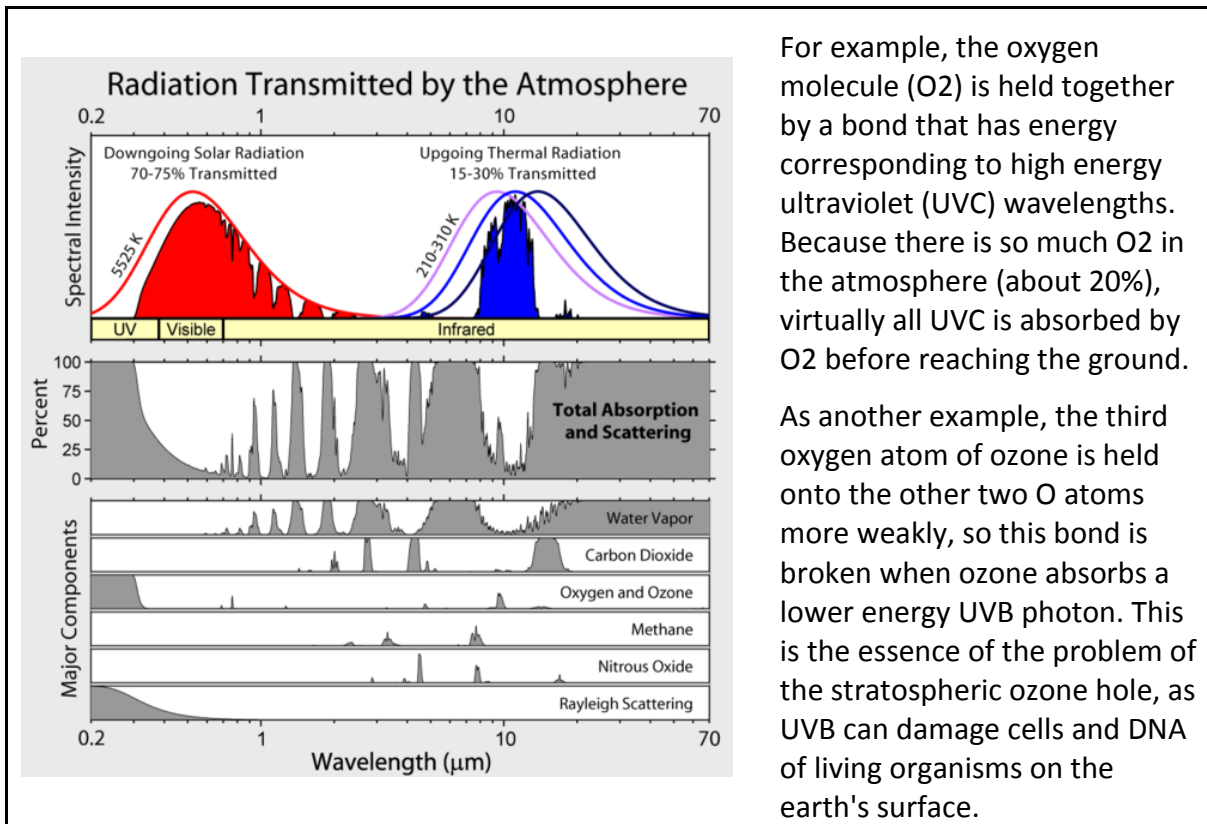 Radiation Transmitted by the Atmosphere
0.2 1 10 70
Spectral Intensity
Downgoing Solar Radiation
70-75% Transmitted
Upgoing Thermal Radiation
15-30% Transmitted
5525 K
210-310 K
UV Visible Infrared
Percent
100
75
50
25
0
Total Absorption
and Scattering
Major Components
Water Vapor
Carbon Dioxide
Oxygen and Ozone
Methane
Nitrous Oxide
Rayleigh Scattering
0.2 1 10 70
Wavelength (μm)
For example, the oxygen
molecule (O2) is held together
by a bond that has energy
corresponding to high energy
ultraviolet (UVC) wavelengths.
Because there is so much O2 in
the atmosphere (about 20%),
virtually all UVC is absorbed by
O2 before reaching the ground.
As another example, the third
oxygen atom of ozone is held
onto the other two O atoms
more weakly, so this bond is
broken when ozone absorbs a
lower energy UVB photon. This
is the essence of the problem of
the stratospheric ozone hole, as
UVB can damage cells and DNA
of living organisms on the
earth's surface.